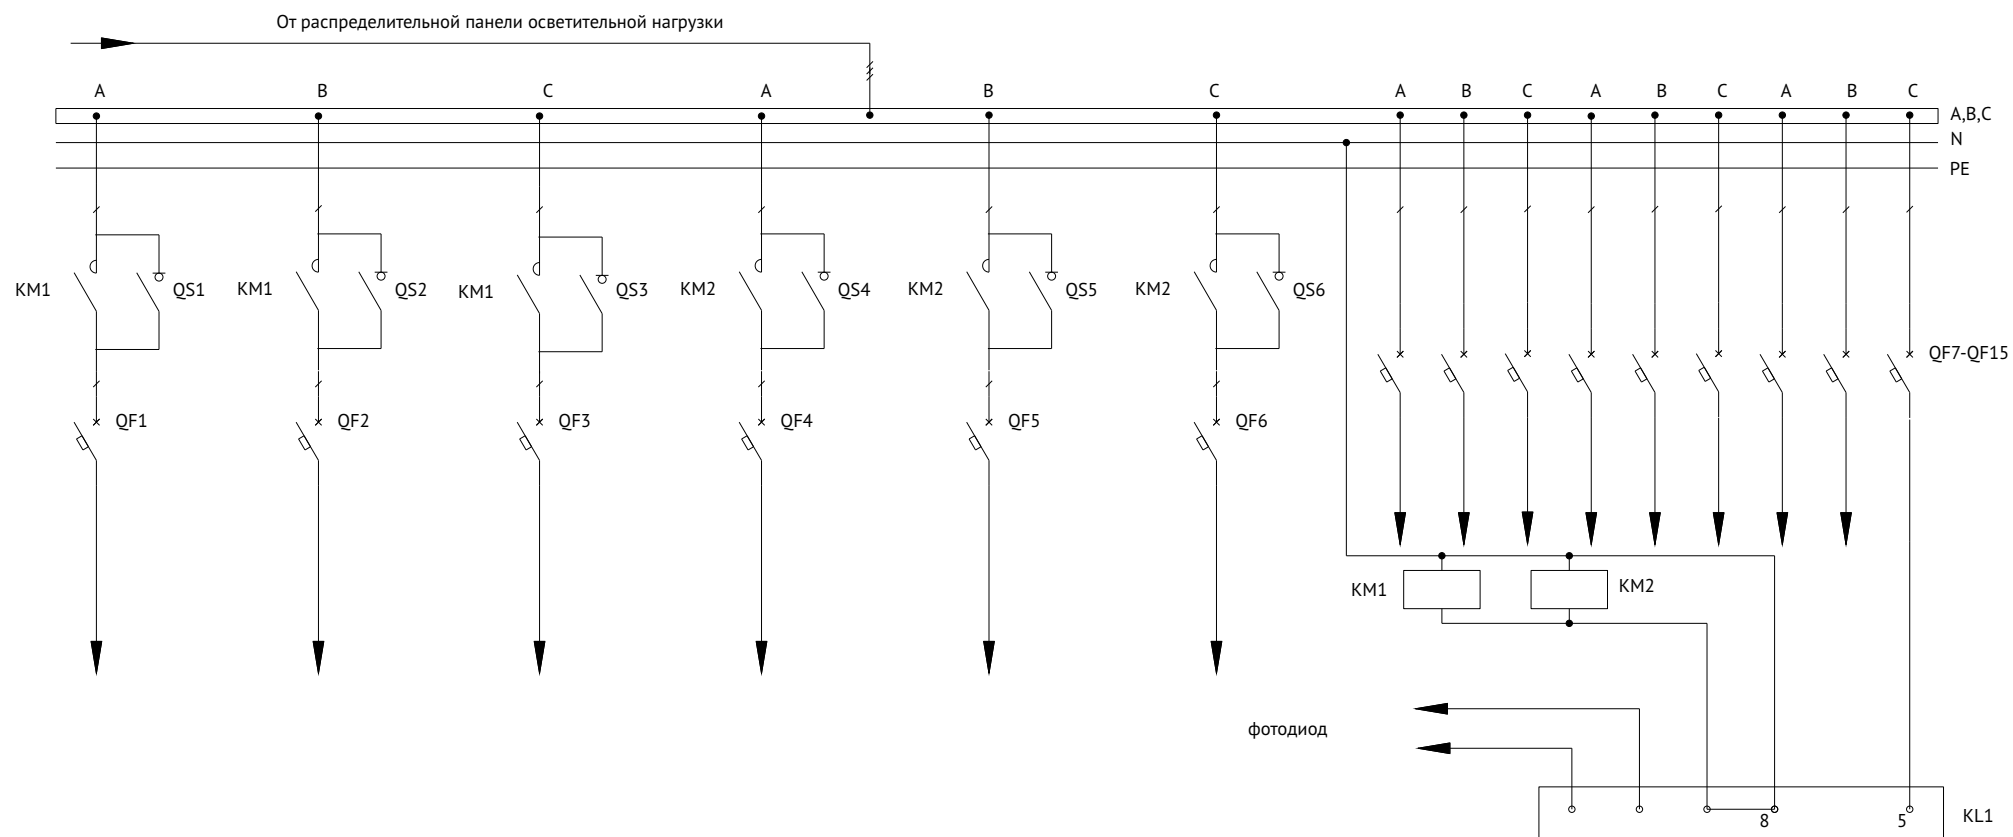 От распределительной панели осветительной нагрузки
A B C A B C A B C A B C A B C
A,B,C
N
PE
KM1 QS1 KM1 QS2 KM1 QS3 KM2 QS4 KM2 QS5 KM2 QS6
QF7-QF15
QF1 QF2 QF3 QF4 QF5 QF6
KM1 KM2
фотодиод
8 5 KL1